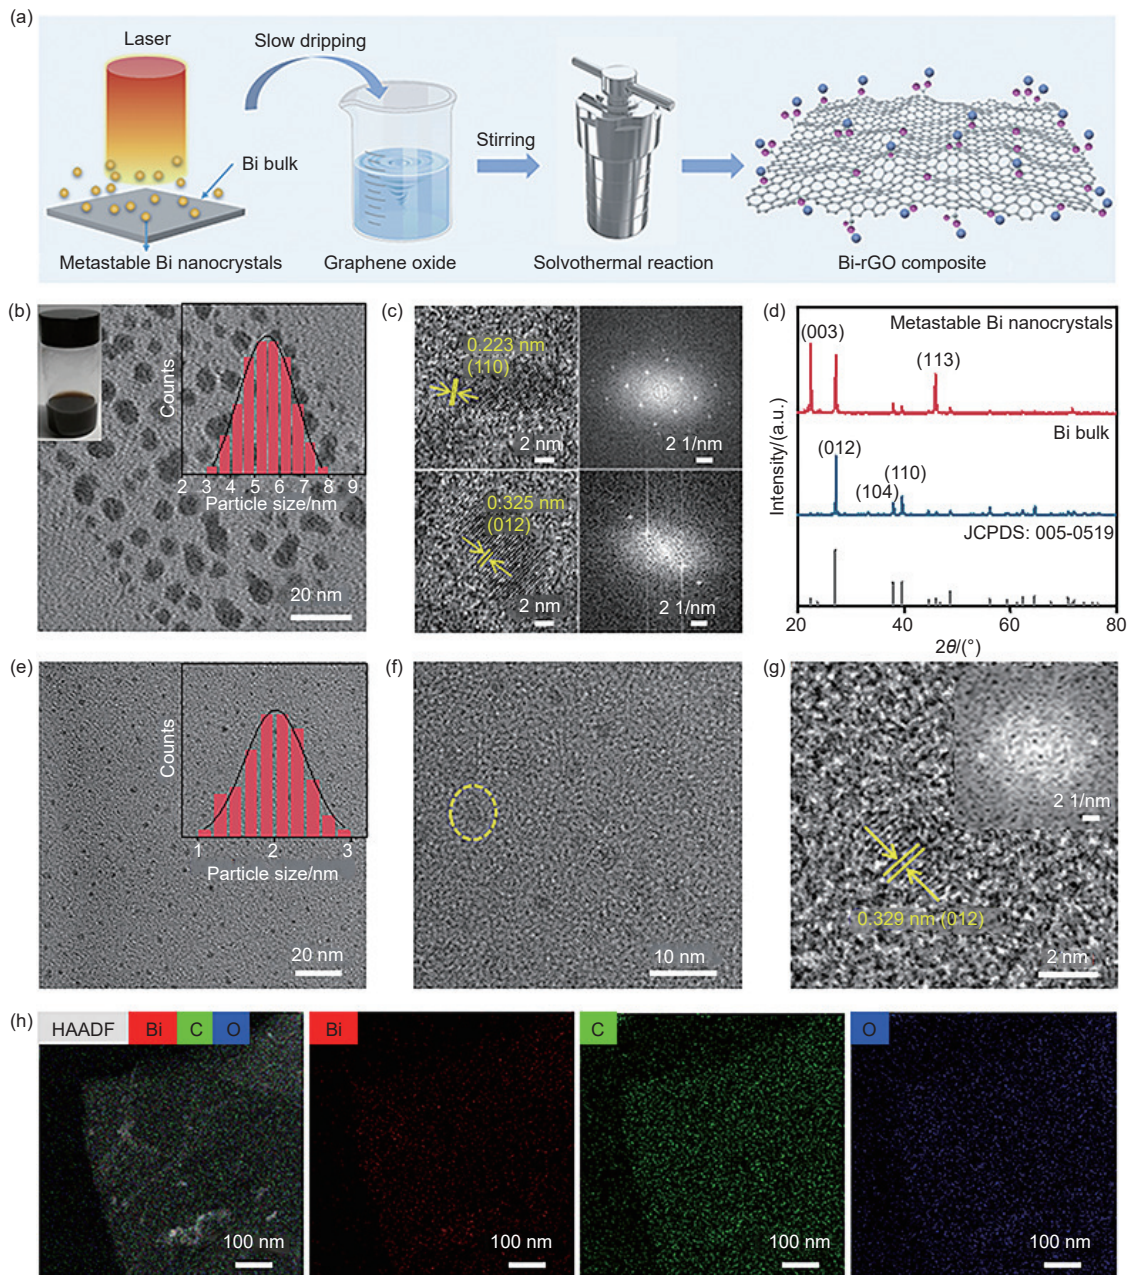 (a)
Laser
Slow dripping
Bi bulk
Stirring
Metastable Bi nanocrystals
Graphene oxide
Solvothermal reaction
Bi-rGO composite
(b)
Counts
2 3 4 5 6 7 8 9
Particle size/nm
20 nm
(c)
0.223 nm
(110)
2 nm
2 1/nm
0.325 nm
(012)
2 nm
2 1/nm
(d)
Metastable Bi nanocrystals
(003)
(113)
Bi bulk
(012)
(104)
(110)
JCPDS: 005-0519
Intensity/(a.u.)
20 40 60 80
2θ/(°)
(e)
Counts
1 2 3
Particle size/nm
20 nm
(f)
10 nm
(g)
2 1/nm
0.329 nm (012)
2 nm
(h)
HAADF Bi C O
100 nm
Bi
100 nm
C
100 nm
O
100 nm